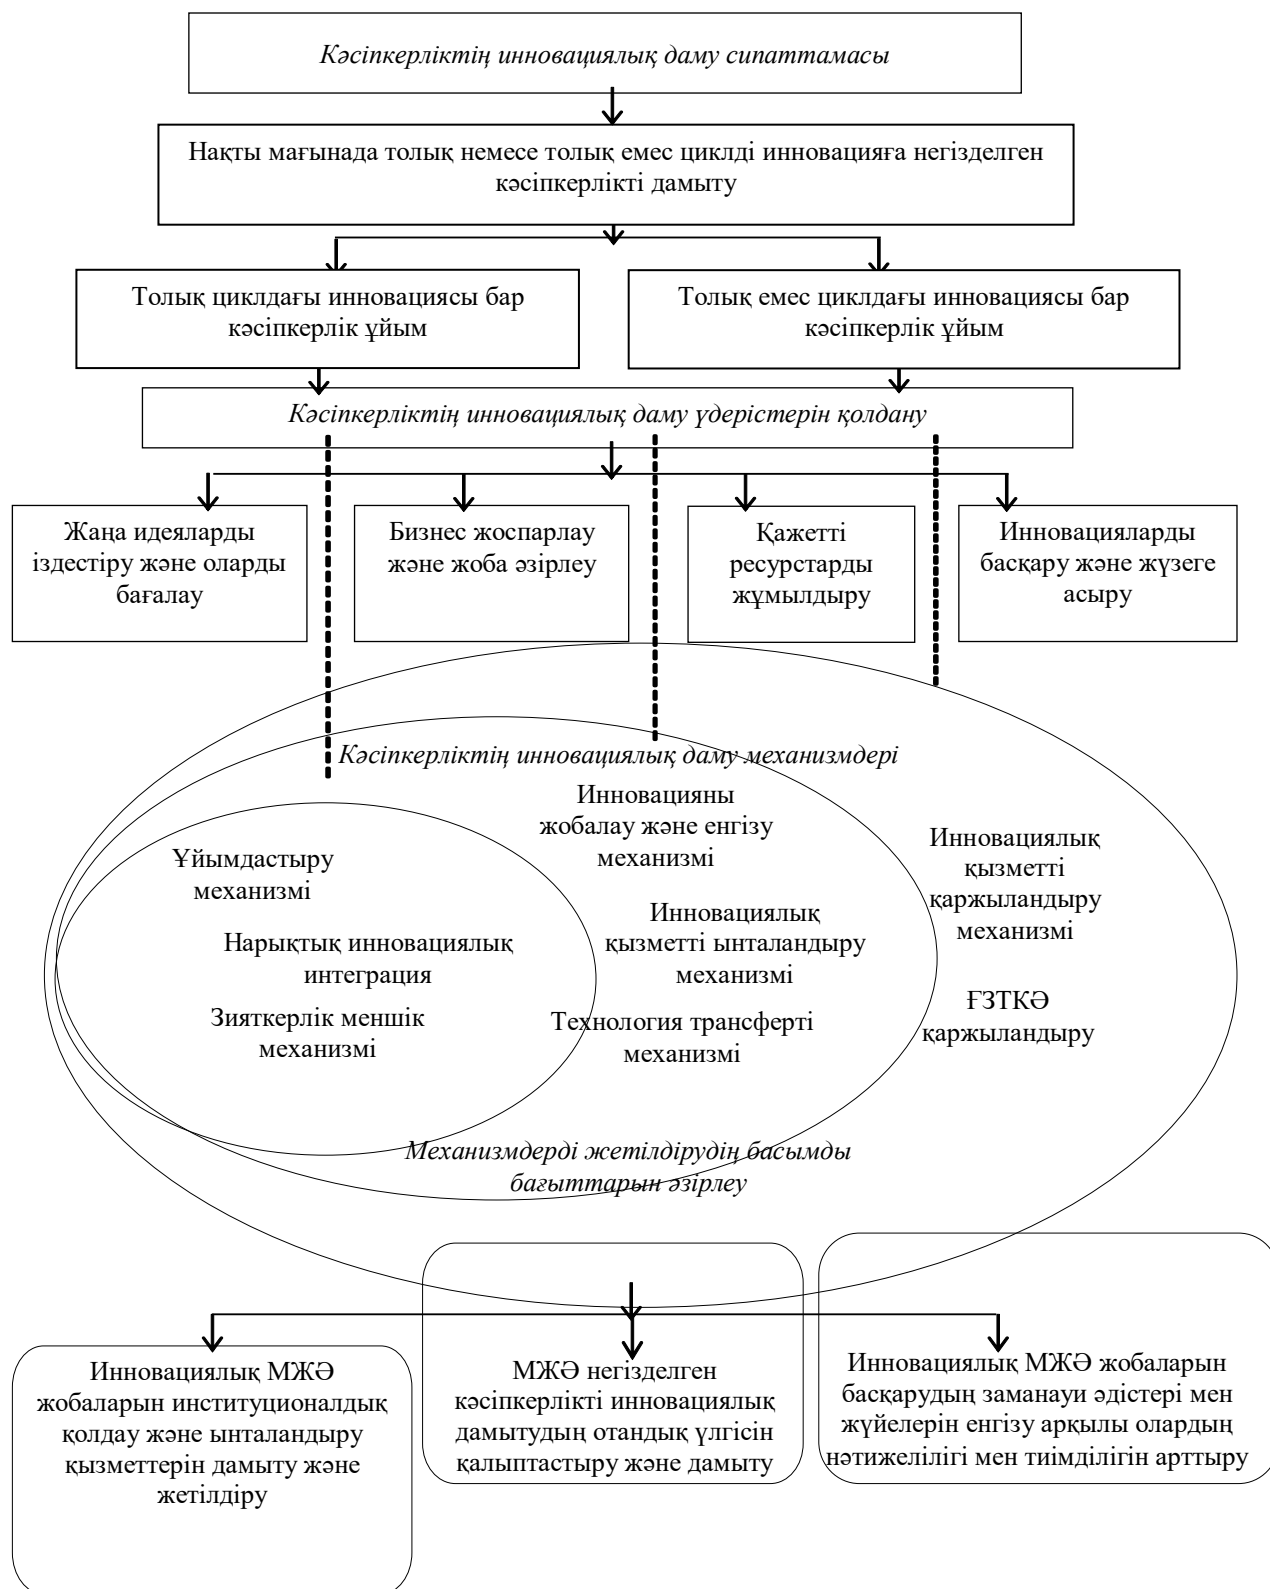 Кәсіпкерліктің инновациялық даму сипаттамасы
Нақты мағынада толық немесе толық емес циклді инновацияға негізделген
кәсіпкерлікті дамыту
Толық циклдағы инновациясы бар
кәсіпкерлік ұйым
Толық емес циклдағы инновациясы бар
кәсіпкерлік ұйым
Кәсіпкерліктің инновациялық даму үдерістерін қолдану
Жаңа идеяларды
іздестіру және оларды
бағалау
Бизнес жоспарлау
және жоба әзірлеу
Қажетті
ресурстарды
жұмылдыру
Инновацияларды
басқару және жүзеге
асыру
Кәсіпкерліктің инновациялық даму механизмдері
Ұйымдастыру
механизмі
Нарықтық инновациялық
интеграция
Зияткерлік меншік
механизмі
Инновацияны
жобалау және енгізу
механизмі
Инновациялық
қызметті ынталандыру
механизмі
Технология трансферті
механизмі
Инновациялық
қызметті
қаржыландыру
механизмі
ҒЗТКӘ
қаржыландыру
Механизмдерді жетілдірудің басымды
бағыттарын әзірлеу
Инновациялық МЖӘ
жобаларын институционалдық
қолдау және ынталандыру
қызметтерін дамыту және
жетілдіру
МЖӘ негізделген
кәсіпкерлікті инновациялық
дамытудың отандық үлгісін
қалыптастыру және дамыту
Инновациялық МЖӘ жобаларын
басқарудың заманауи әдістері мен
жүйелерін енгізу арқылы олардың
нәтижелілігі мен тиімділігін арттыру